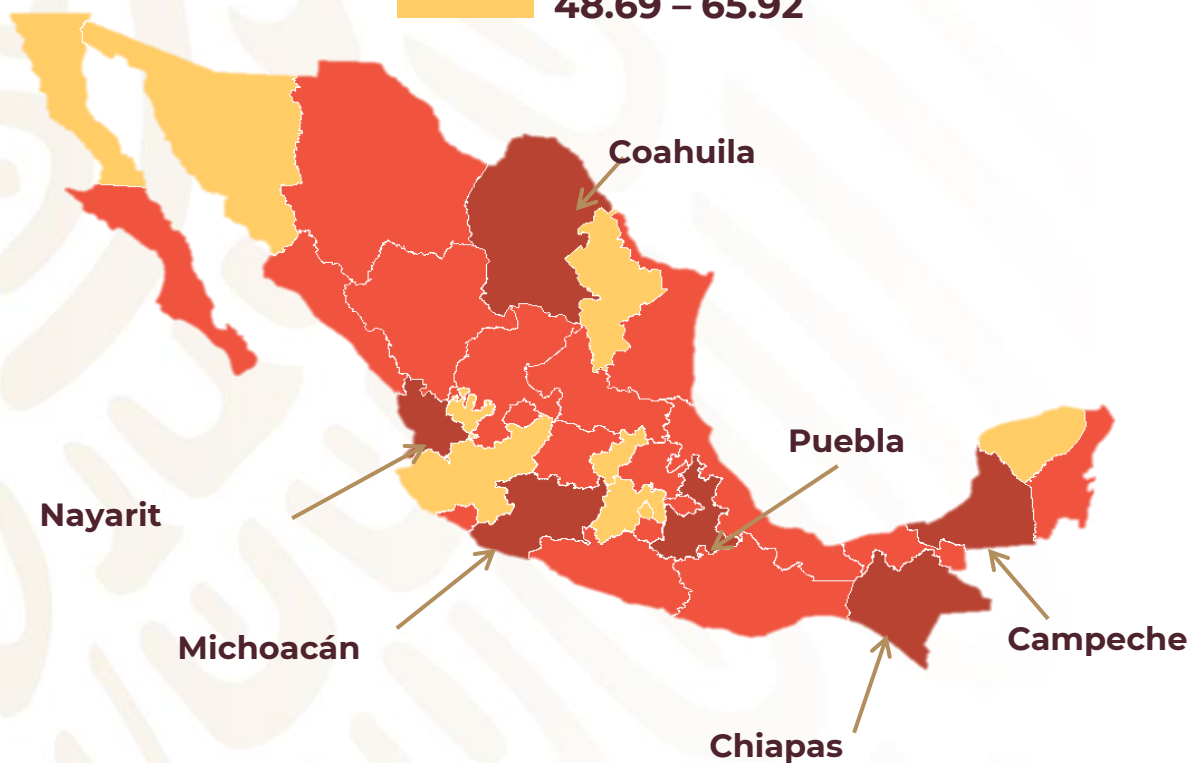 48.69 – 65.92
Coahuila
Puebla
Nayarit
Michoacán
Campeche
Chiapas